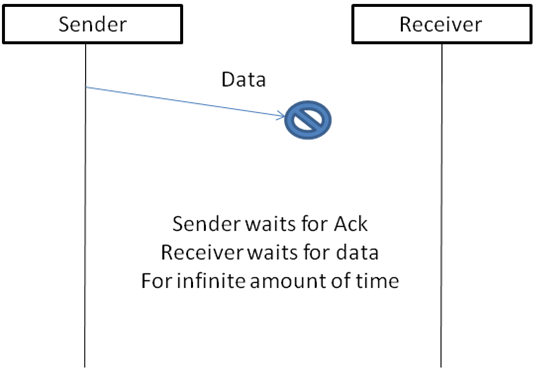 Sender
Receiver
Data
Sender waits for Ack
Receiver waits for data
For infinite amount of time